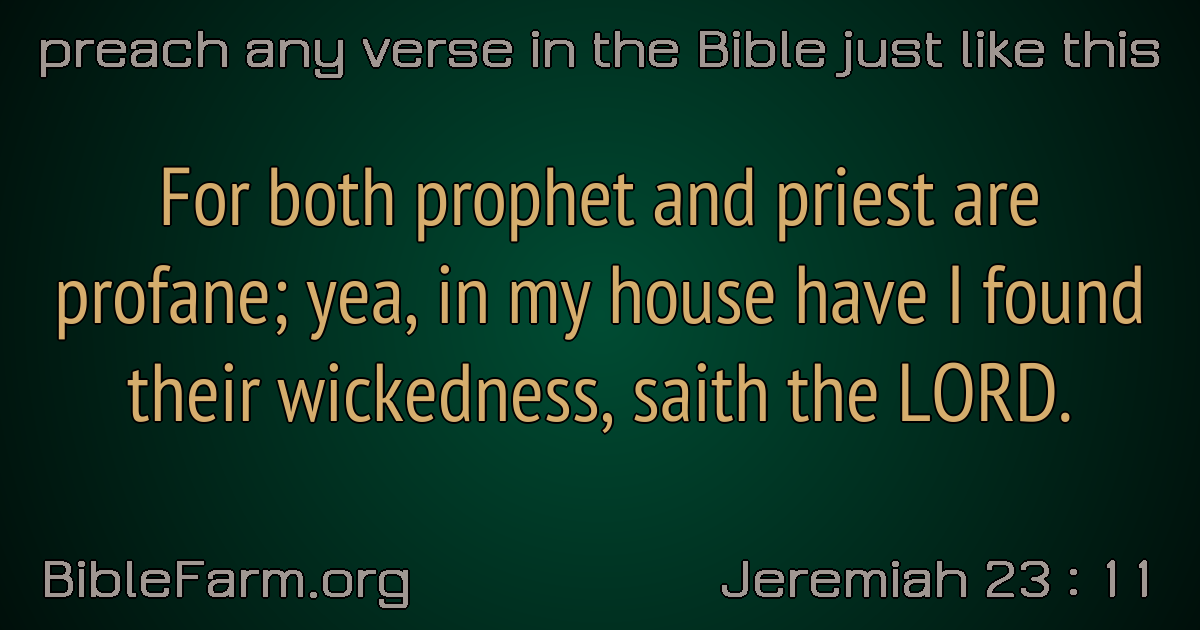 preach any verse in the Bible just like this
For both prophet and priest are
profane; yea, in my house have I found
their wickedness, saith the LORD.
BibleFarm.org
Jeremiah 23 : 11